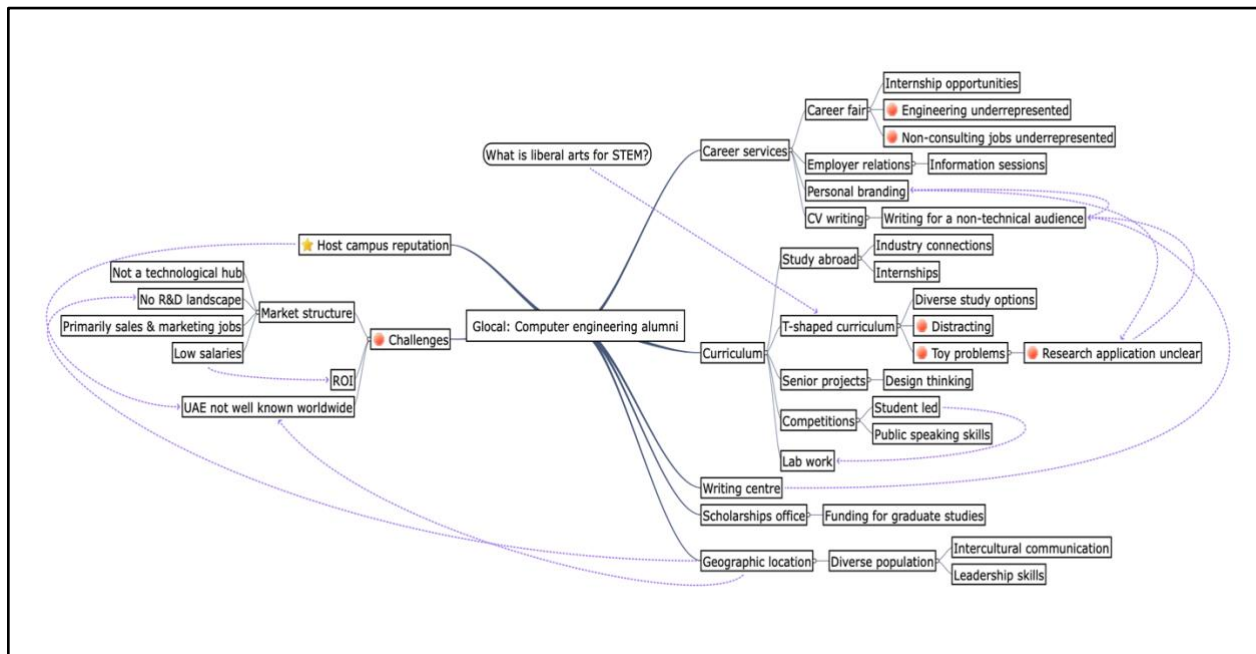 What is liberal arts for STEM?
Host campus reputation
Not a technological hub
No R&D landscape
Primarily sales & marketing jobs
Low salaries
Market structure
ROI
UAE not well known worldwide
Challenges
Glocal: Computer engineering alumni
Career services
Career fair
Internship opportunities
Engineering underrepresented
Non-consulting jobs underrepresented
Employer relations
Information sessions
Personal branding
CV writing
Writing for a non-technical audience
Curriculum
Study abroad
Industry connections
Internships
T-shaped curriculum
Diverse study options
Distracting
Toy problems
Research application unclear
Senior projects
Design thinking
Competitions
Student led
Public speaking skills
Lab work
Writing centre
Scholarships office
Funding for graduate studies
Geographic location
Diverse population
Intercultural communication
Leadership skills